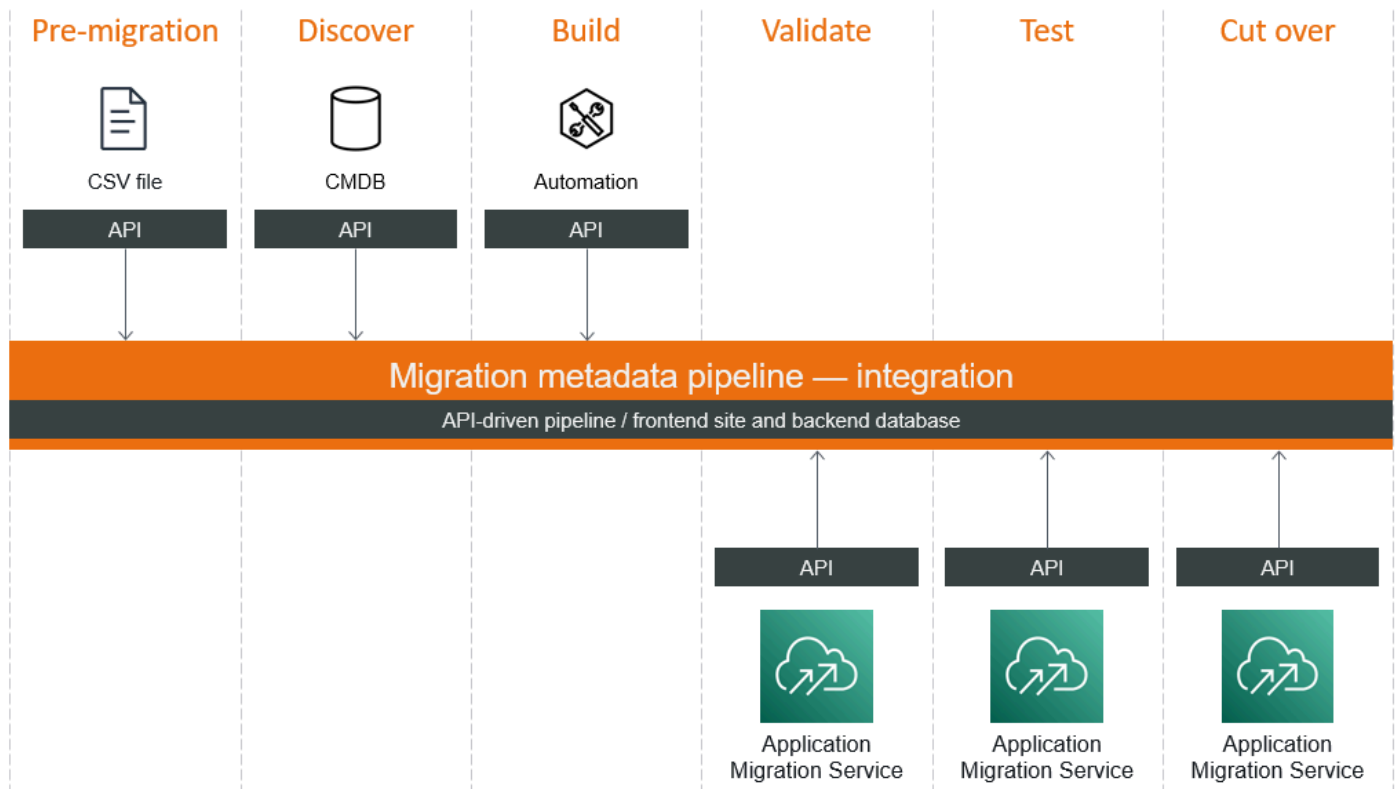 Pre-migration
Discover
Build
Validate
Test
Cut over
CSV file
CMDB
Automation
API
API
API
Migration metadata pipeline — integration
API-driven pipeline / frontend site and backend database
API
API
API
Application
Migration Service
Application
Migration Service
Application
Migration Service